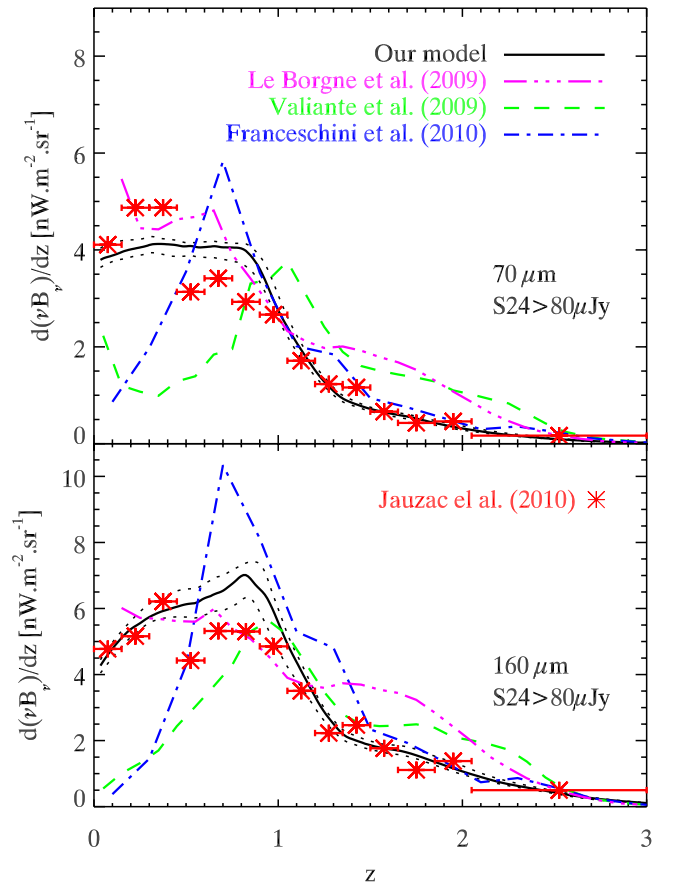 8
6
4
2
0
d(νBν)/dz [nW.m-2.sr-1]
Our model
Le Borgne et al. (2009)
Valiante et al. (2009)
Franceschini et al. (2010)
70 μm
S24>80μJy
10
8
6
4
2
0
d(νBν)/dz [nW.m-2.sr-1]
Jauzac el al. (2010)
160 μm
S24>80μJy
0 1 2 3
z